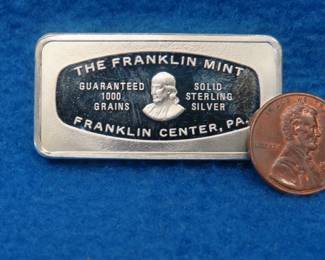 THE FRANKLIN MINT
GUARANTEED
1000
GRAINS
SOLID
STERLING
SILVER
FRANKLIN CENTER, PA.